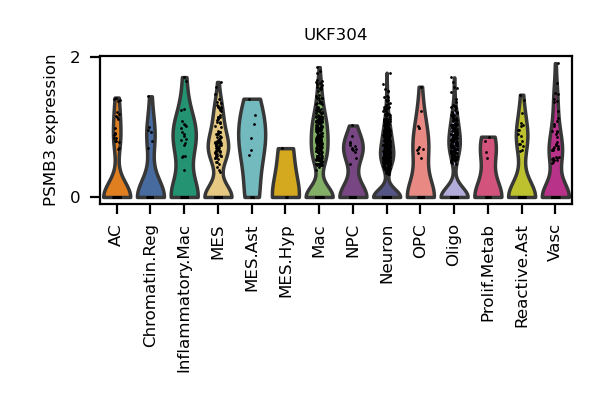 UKF304
PSMB3 expression
2
0
AC
Chromatin.Reg
Inflammatory.Mac
MES
MES.Ast
MES.Hyp
Mac
NPC
Neuron
OPC
Oligo
Prolif.Metab
Reactive.Ast
Vasc